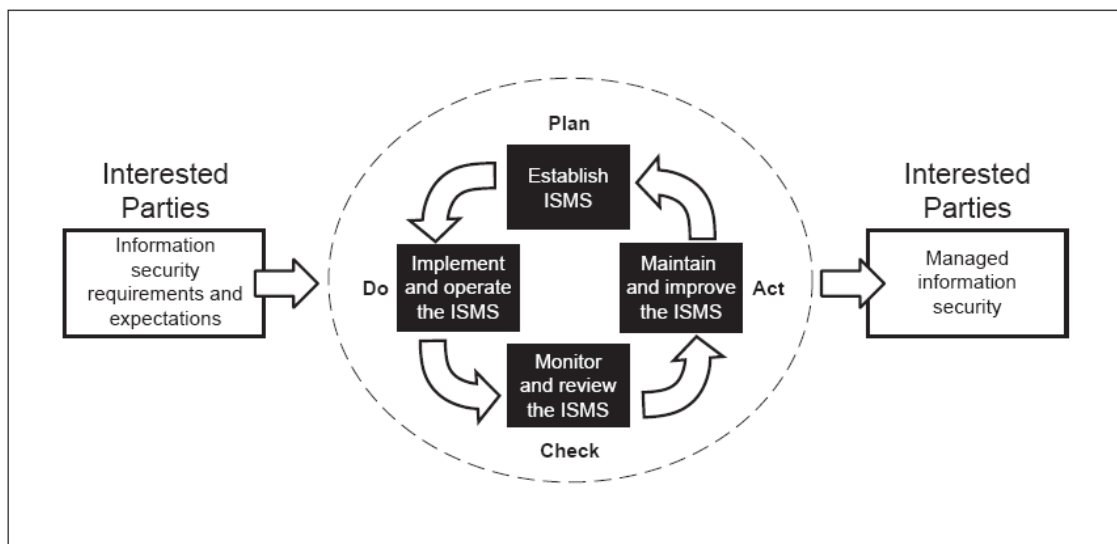 Plan
Interested
Parties
Information
security
requirements and
expectations
Establish
ISMS
Do
Implement
and operate
the ISMS
Maintain
and improve
the ISMS
Act
Monitor
and review
the ISMS
Check
Interested
Parties
Managed
information
security